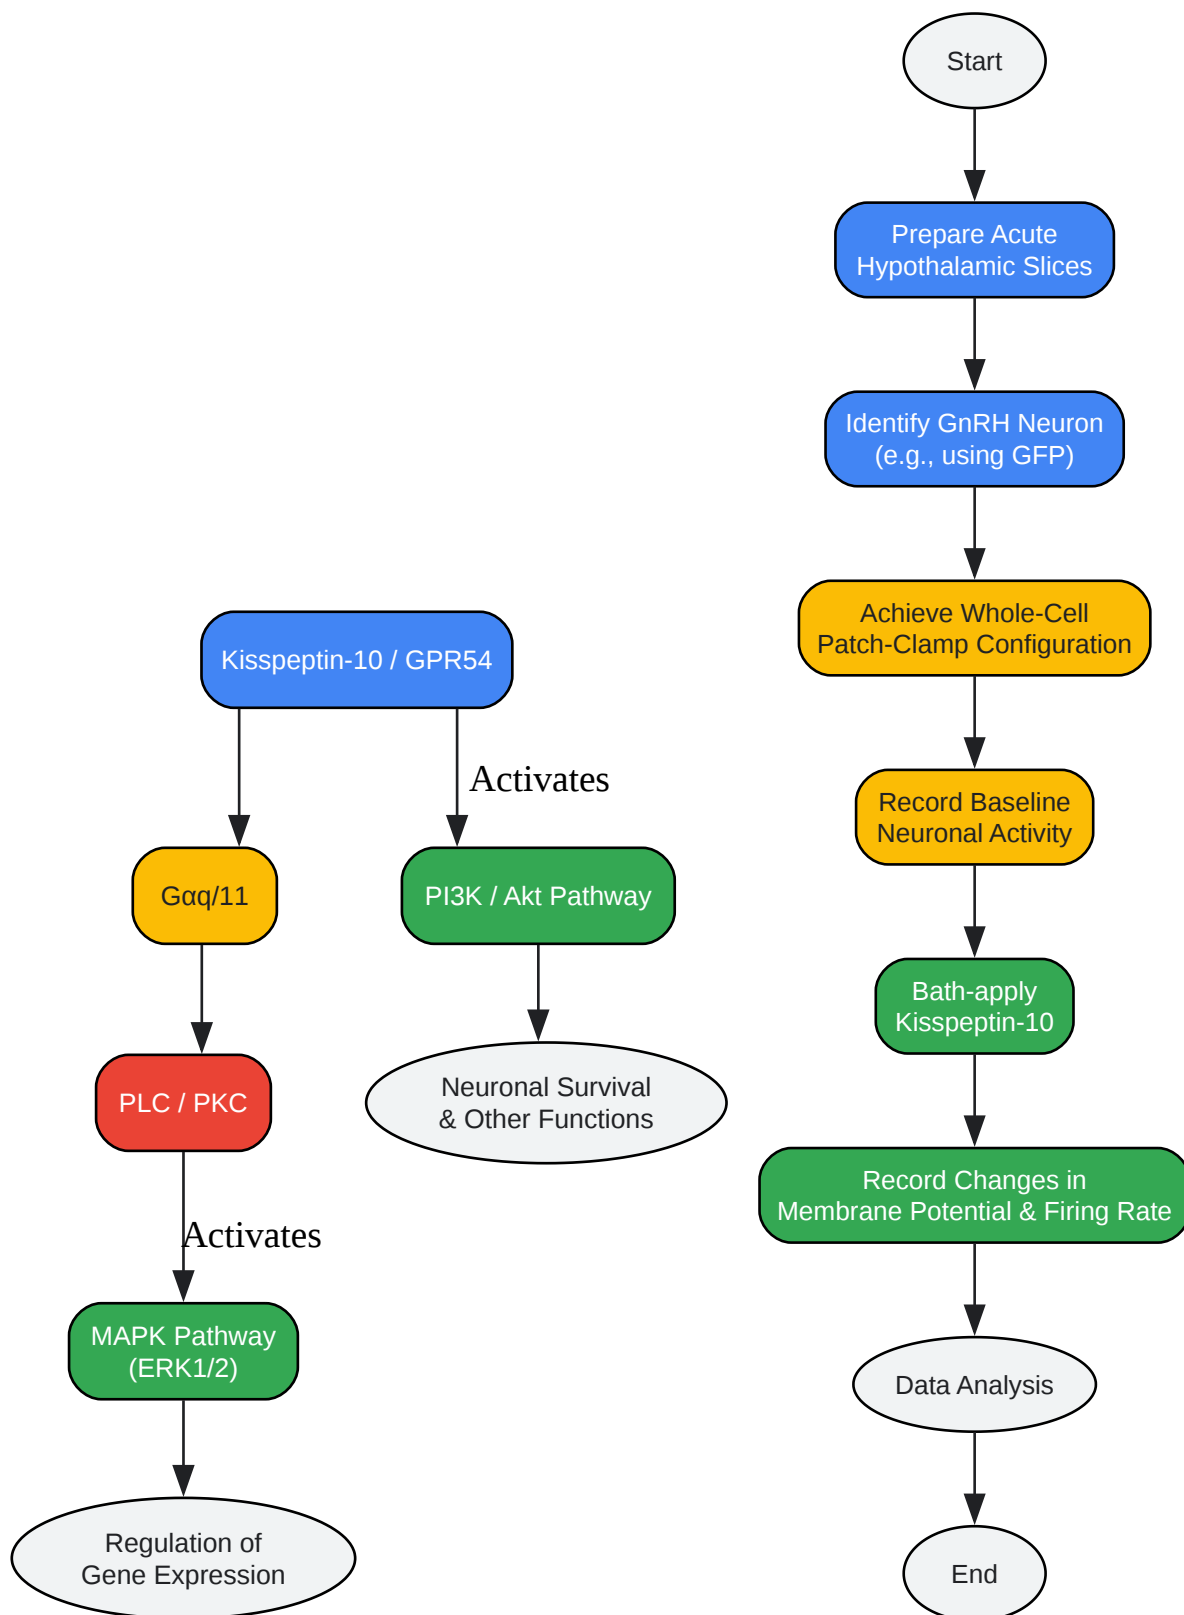 Kisspeptin-10 / GPR54
Activates
Gαq/11
PI3K / Akt Pathway
PLC / PKC
Neuronal Survival
& Other Functions
Activates
MAPK Pathway
(ERK1/2)
Regulation of
Gene Expression
Start
Prepare Acute
Hypothalamic Slices
Identify GnRH Neuron
(e.g., using GFP)
Achieve Whole-Cell
Patch-Clamp Configuration
Record Baseline
Neuronal Activity
Bath-apply
Kisspeptin-10
Record Changes in
Membrane Potential & Firing Rate
Data Analysis
End